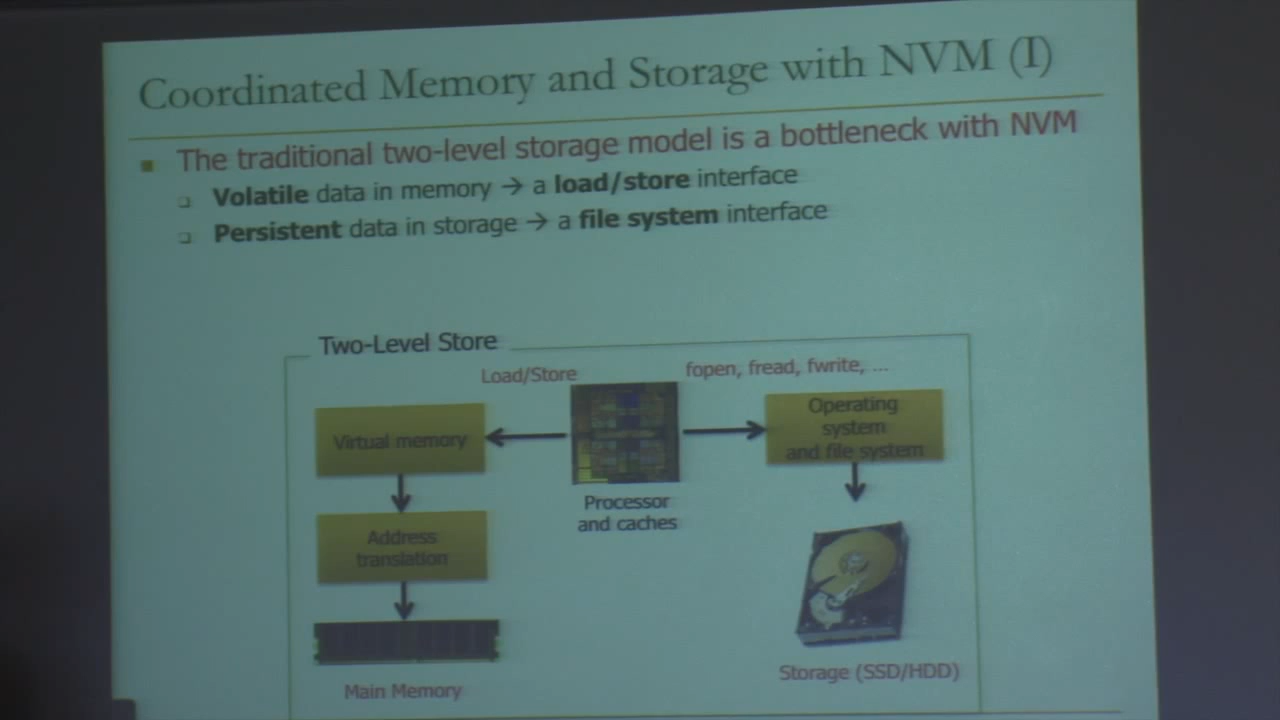 Coordinated Memory and Storage with NVM (I)
The traditional two-level storage model is a bottleneck with NVM
Volatile data in memory → a load/store interface
Persistent data in storage → a file system interface
Two-Level Store
Load/Store
fopen, fread, fwrite, ...
Virtual memory
Operating
system
and file system
Processor
and caches
Address
translation
Main Memory
Storage (SSD/HDD)